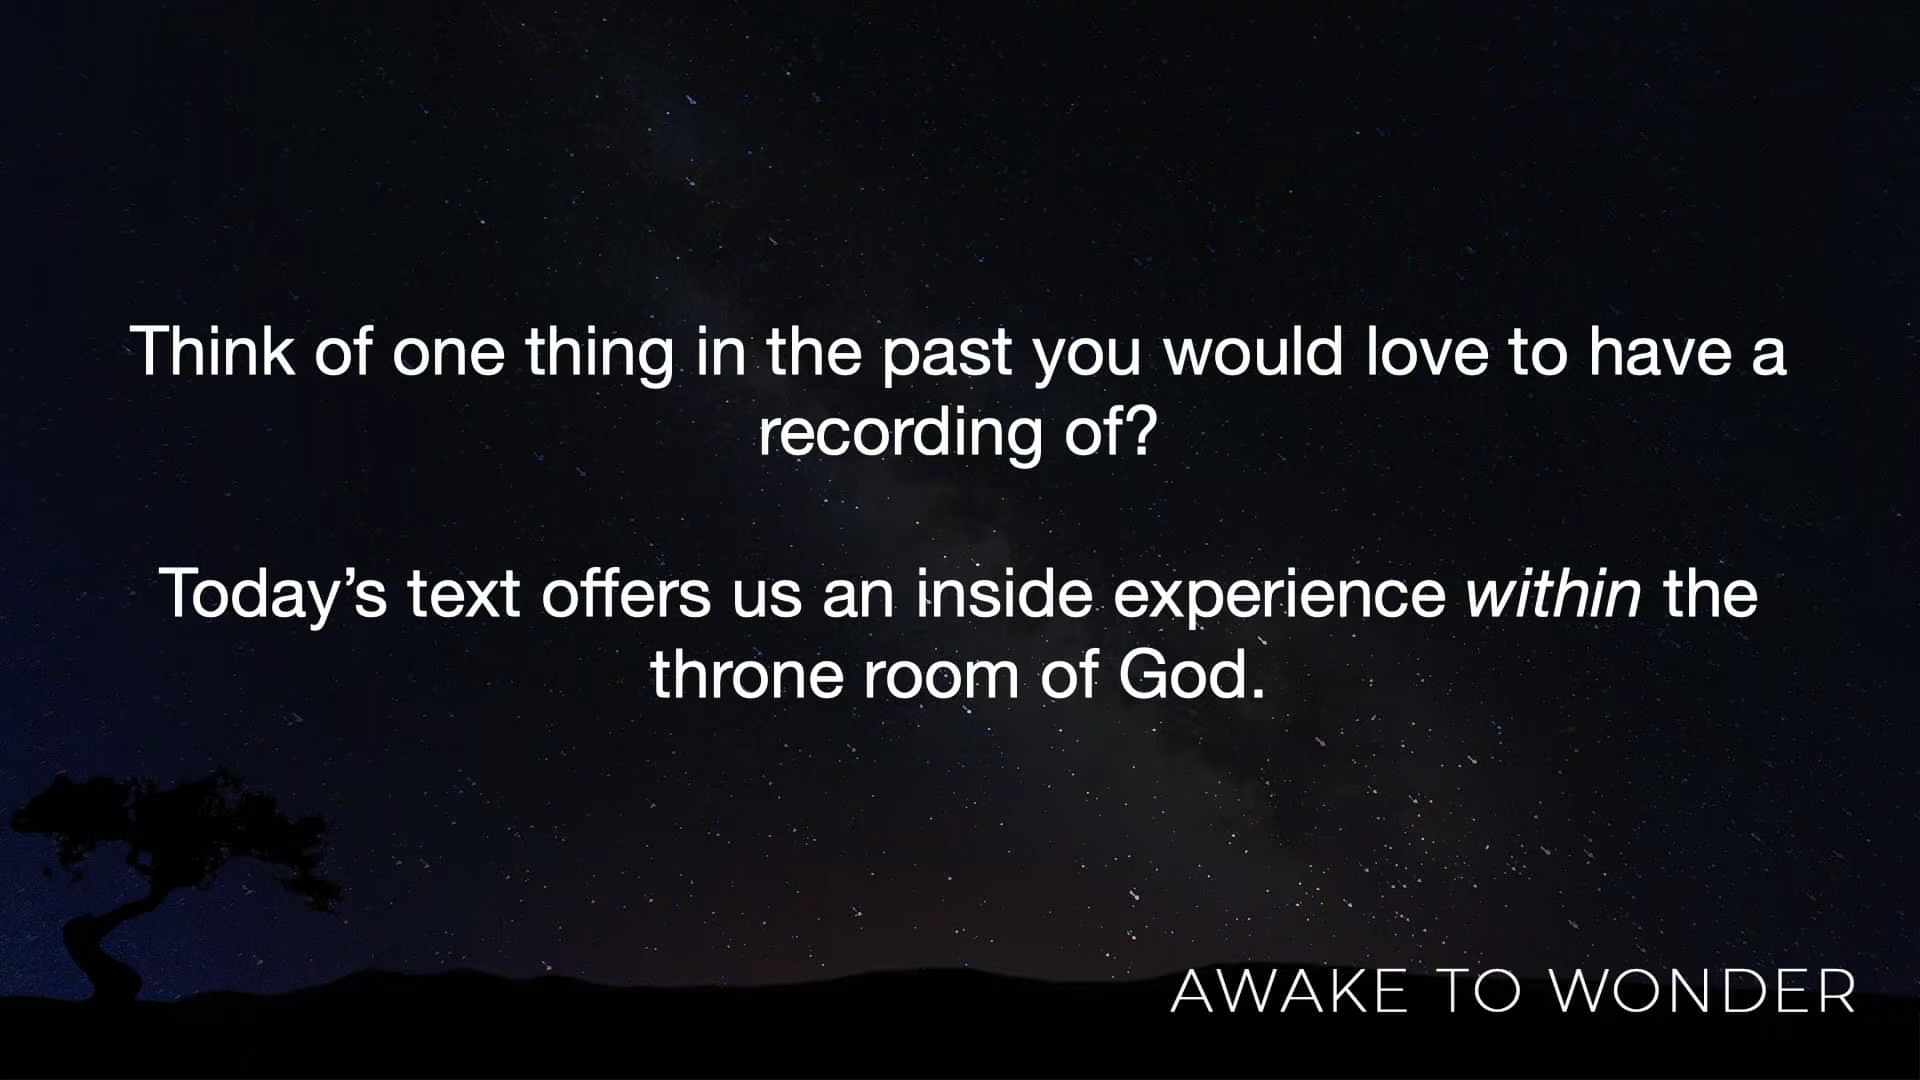 Think of one thing in the past you would love to have a
recording of?
Today’s text offers us an inside experience within the
throne room of God.
AWAKE TO WONDER